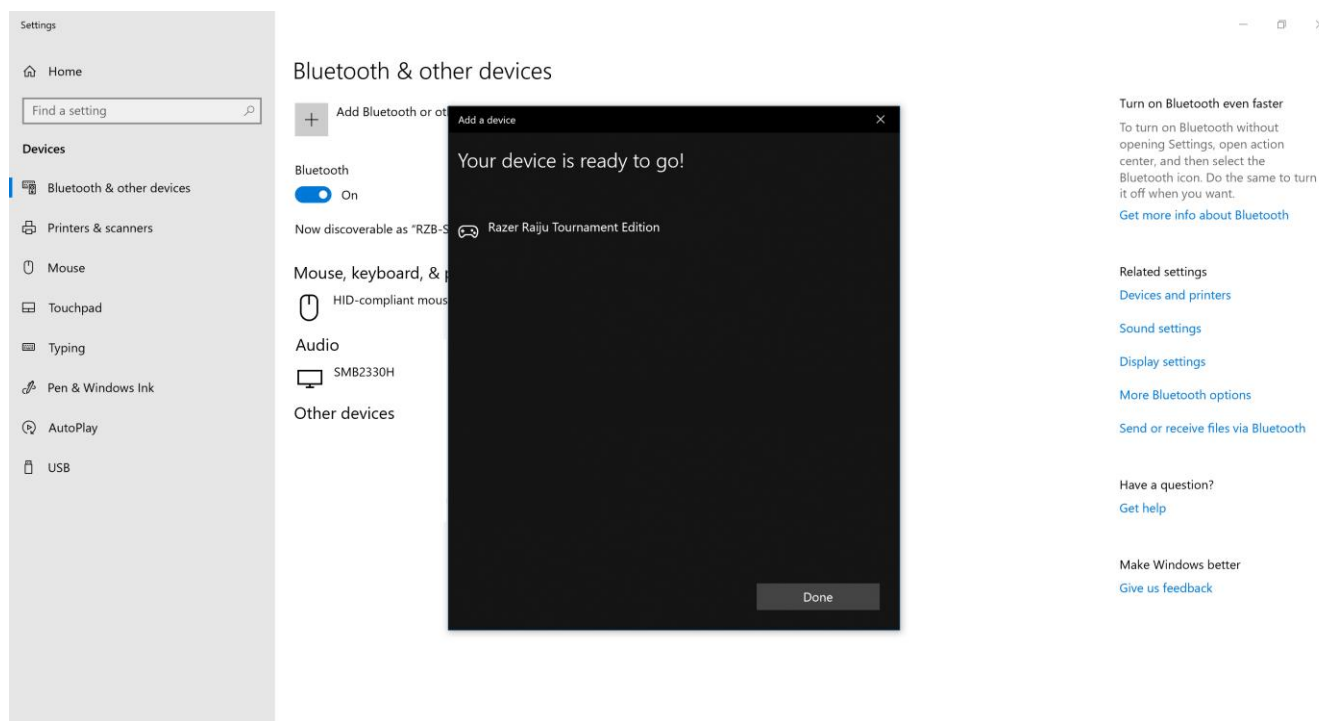 Settings
Home
Find a setting
Devices
Bluetooth & other devices
Printers & scanners
Mouse
Touchpad
Typing
Pen & Windows Ink
AutoPlay
USB
Bluetooth & other devices
Add Bluetooth or ot
Bluetooth
On
Now discoverable as "RZB-S
Mouse, keyboard, &
HID-compliant mous
Audio
SMB2330H
Other devices
Add a device
Your device is ready to go!
Razer Raiju Tournament Edition
Done
Turn on Bluetooth even faster
To turn on Bluetooth without
opening Settings, open action
center, and then select the
Bluetooth icon. Do the same to turn
it off when you want.
Get more info about Bluetooth
Related settings
Devices and printers
Sound settings
Display settings
More Bluetooth options
Send or receive files via Bluetooth
Have a question?
Get help
Make Windows better
Give us feedback